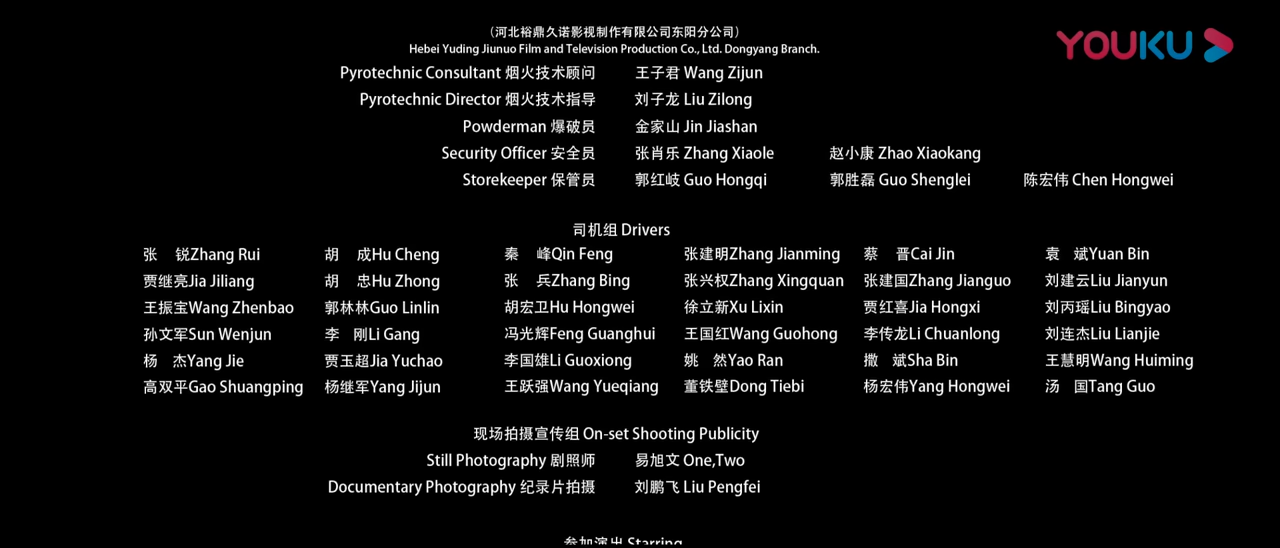 （河北裕鼎久诺影视制作有限公司东阳分公司）
YOUKU
Hebei Yuding Jiunuo Film and Television Production Co., Ltd. Dongyang Branch.
Pyrotechnic Consultant 烟火技术顾问 王子君 Wang Zijun
Pyrotechnic Director 烟火技术指导 刘子龙 Liu Zilong
Powderman 爆破员 金家山 Jin Jiashan
Security Officer 安全员 张肖乐 Zhang Xiaole 赵小康 Zhao Xiaokang
Storekeeper 保管员 郭红岐 Guo Hongqi 郭胜磊 Guo Shenglei 陈宏伟 Chen Hongwei
司机组 Drivers
张 锐Zhang Rui 胡 成Hu Cheng 秦 峰Qin Feng 张建明Zhang Jianming 蔡 晋Cai Jin 袁 斌Yuan Bin
贾继亮Jia Jiliang 胡 忠Hu Zhong 张 兵Zhang Bing 张兴权Zhang Xingquan 张建国Zhang Jianguo 刘建云Liu Jianyun
王振宝Wang Zhenbao 郭林林Guo Linlin 胡宏卫Hu Hongwei 徐立新Xu Lixin 贾红喜Jia Hongxi 刘丙瑶Liu Bingyao
孙文军Sun Wenjun 李 刚Li Gang 冯光辉Feng Guanghui 王国红Wang Guohong 李传龙Li Chuanlong 刘连杰Liu Lianjie
杨 杰Yang Jie 贾玉超Jia Yuchao 李国雄Li Guoxiong 姚 然Yao Ran 撒 斌Sha Bin 王慧明Wang Huiming
高双平Gao Shuangping 杨继军Yang Jijun 王跃强Wang Yueqiang 董铁壁Dong Tiebi 杨宏伟Yang Hongwei 汤 国Tang Guo
现场拍摄宣传组 On-set Shooting Publicity
Still Photography 剧照师 易旭文 One,Two
Documentary Photography 纪录片拍摄 刘鹏飞 Liu Pengfei
参加演出 Starring